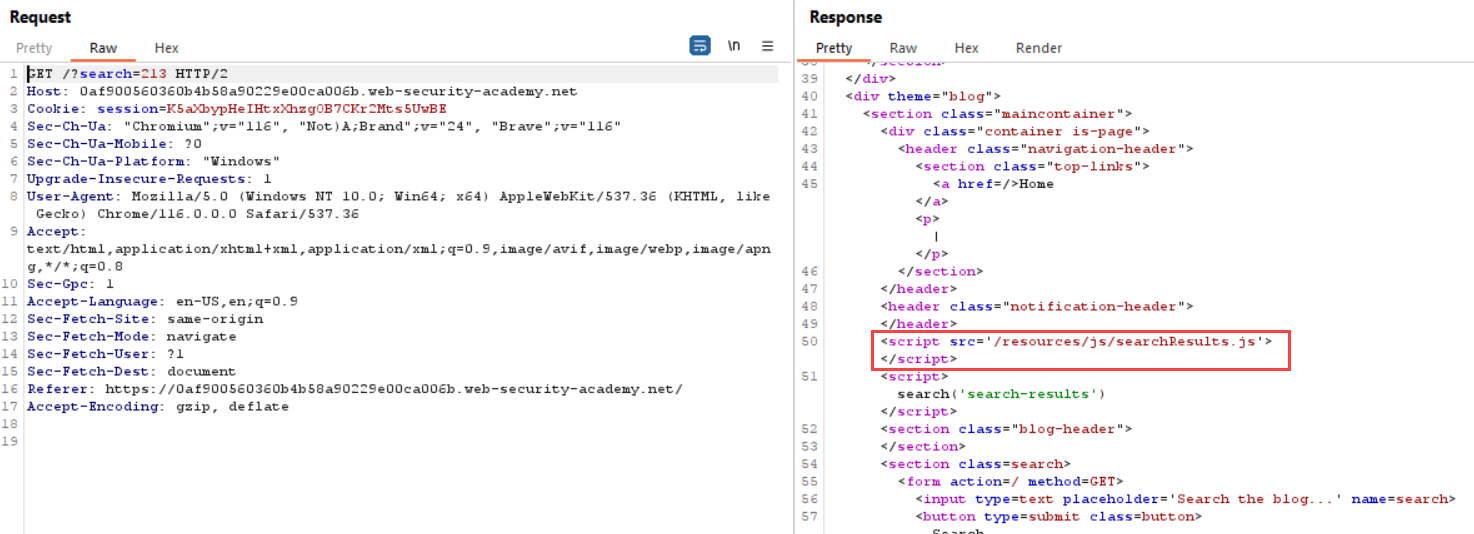 Request
Pretty Raw Hex
\n
1 GET /?search=213 HTTP/2
2 Host: 0af900560360b4b58a90229e00ca006b.web-security-academy.net
3 Cookie: session=K5aXbypHeIHtxXhzg0B7CKr2Mts5UwBE
4 Sec-Ch-Ua: "Chromium";v="116", "Not)A;Brand";v="24", "Brave";v="116"
5 Sec-Ch-Ua-Mobile: ?0
6 Sec-Ch-Ua-Platform: "Windows"
7 Upgrade-Insecure-Requests: 1
8 User-Agent: Mozilla/5.0 (Windows NT 10.0; Win64; x64) AppleWebKit/537.36 (KHTML, like
Gecko) Chrome/116.0.0.0 Safari/537.36
9 Accept:
text/html,application/xhtml+xml,application/xml;q=0.9,image/avif,image/webp,image/apn
g,*/*;q=0.8
10 Sec-Gpc: 1
11 Accept-Language: en-US,en;q=0.9
12 Sec-Fetch-Site: same-origin
13 Sec-Fetch-Mode: navigate
14 Sec-Fetch-User: ?1
15 Sec-Fetch-Dest: document
16 Referer: https://0af900560360b4b58a90229e00ca006b.web-security-academy.net/
17 Accept-Encoding: gzip, deflate
18
19
Response
Pretty Raw Hex Render
38 </section>
39 </div>
40 <div theme="blog">
41 <section class="maincontainer">
42 <div class="container is-page">
43 <header class="navigation-header">
44 <section class="top-links">
45 <a href=/>Home
</a>
<p>
|
</p>
46 </section>
47 </header>
48 <header class="notification-header">
49 </header>
50 <script src='/resources/js/searchResults.js'>
</script>
51 <script>
search('search-results')
</script>
52 <section class="blog-header">
53 </section>
54 <section class=search>
55 <form action=/ method=GET>
56 <input type=text placeholder='Search the blog...' name=search>
57 <button type=submit class=button>
Search